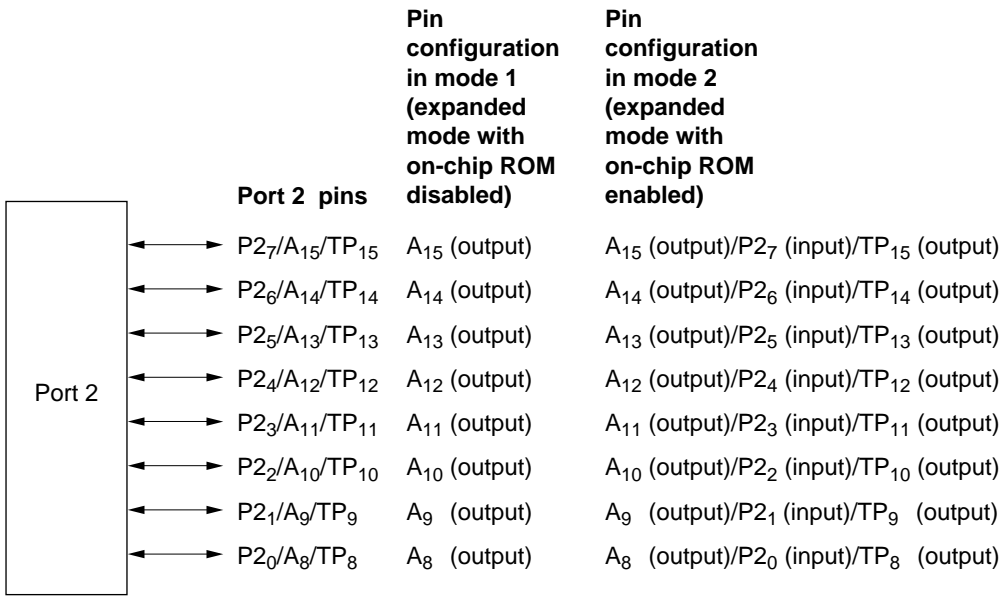 Pin Pin
configuration configuration
in mode 1 in mode 2
(expanded (expanded
mode with mode with
on-chip ROM on-chip ROM
Port 2 pins disabled) enabled)
P2₇/A₁₅/TP₁₅ A₁₅ (output) A₁₅ (output)/P2₇ (input)/TP₁₅ (output)
P2₆/A₁₄/TP₁₄ A₁₄ (output) A₁₄ (output)/P2₆ (input)/TP₁₄ (output)
P2₅/A₁₃/TP₁₃ A₁₃ (output) A₁₃ (output)/P2₅ (input)/TP₁₃ (output)
Port 2 P2₄/A₁₂/TP₁₂ A₁₂ (output) A₁₂ (output)/P2₄ (input)/TP₁₂ (output)
P2₃/A₁₁/TP₁₁ A₁₁ (output) A₁₁ (output)/P2₃ (input)/TP₁₁ (output)
P2₂/A₁₀/TP₁₀ A₁₀ (output) A₁₀ (output)/P2₂ (input)/TP₁₀ (output)
P2₁/A₉/TP₉ A₉ (output) A₉ (output)/P2₁ (input)/TP₉ (output)
P2₀/A₈/TP₈ A₈ (output) A₈ (output)/P2₀ (input)/TP₈ (output)